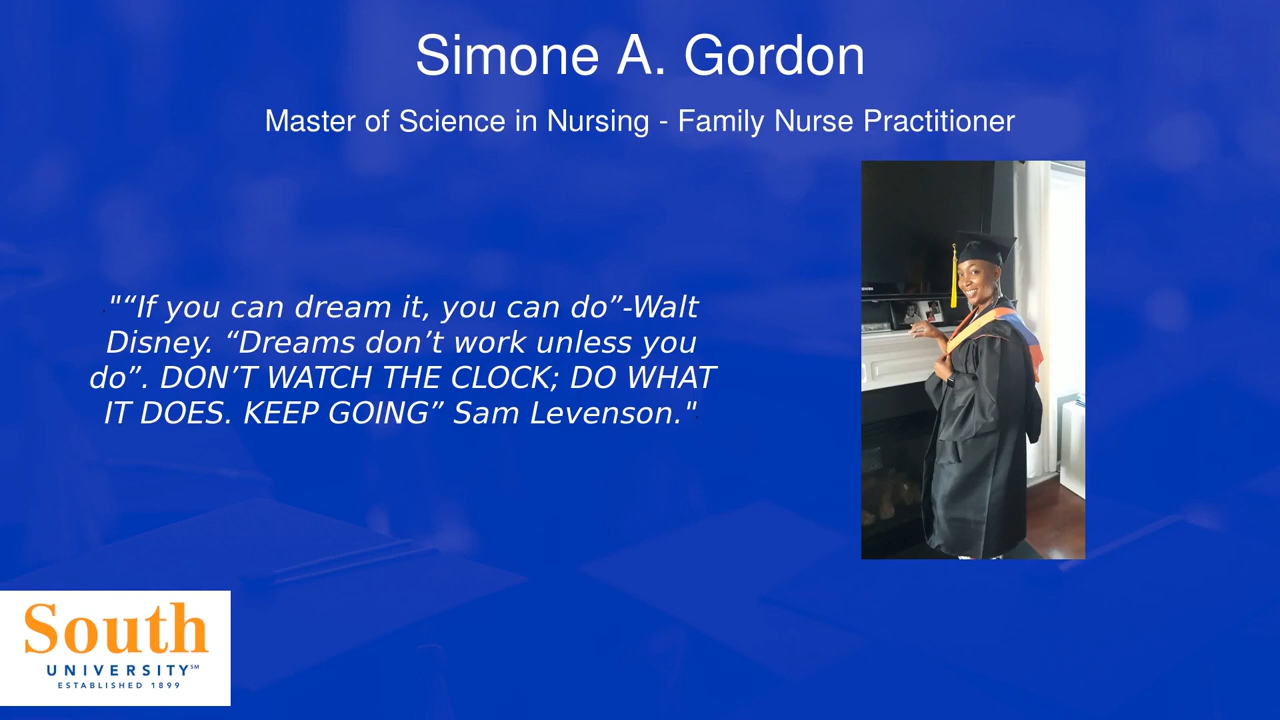 Simone A. Gordon
Master of Science in Nursing - Family Nurse Practitioner
"“If you can dream it, you can do”-Walt
Disney. “Dreams don’t work unless you
do”. DON’T WATCH THE CLOCK; DO WHAT
IT DOES. KEEP GOING” Sam Levenson."
South
UNIVERSITY℠
ESTABLISHED 1899